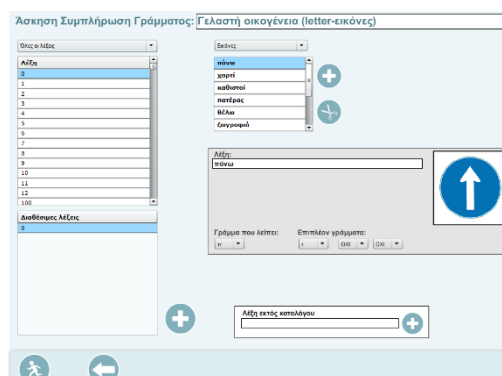 Άσκηση Συμπλήρωση Γράμματος: Γελαστή οικογένεια (letter-εικόνες)
Όλες οι λέξεις
Λέξη
0
1
2
3
4
5
6
7
8
9
10
11
12
100
Διαθέσιμες λέξεις
0
Εικόνες
πάνω
χαρτί
καθιστοί
πατέρας
θέλω
ζωγραφιά
Λέξη:
πάνω
Γράμμα που λείπει: Επιπλέον γράμματα:
π τ ΟΧΙ ΟΧΙ
Λέξη εκτός καταλόγου